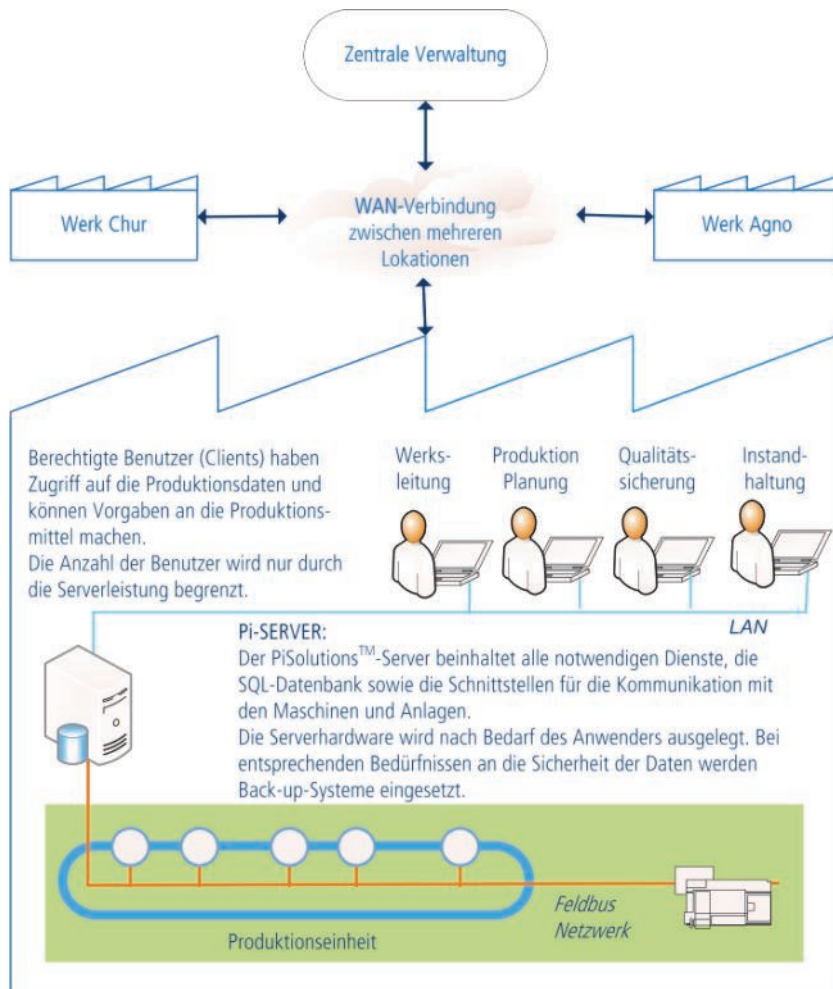 Zentrale Verwaltung
Werk Chur
WAN-Verbindung
zwischen mehreren
Lokationen
Werk Agno
Berechtigte Benutzer (Clients) haben
Zugriff auf die Produktionsdaten und
können Vorgaben an die Produktions-
mittel machen.
Die Anzahl der Benutzer wird nur durch
die Serverleistung begrenzt.
Werks-
leitung
Produktion
Planung
Qualitäts-
sicherung
Instand-
haltung
LAN
Pi-SERVER:
Der PiSolutions™-Server beinhaltet alle notwendigen Dienste, die
SQL-Datenbank sowie die Schnittstellen für die Kommunikation mit
den Maschinen und Anlagen.
Die Serverhardware wird nach Bedarf des Anwenders ausgelegt. Bei
entsprechenden Bedürfnissen an die Sicherheit der Daten werden
Back-up-Systeme eingesetzt.
Feldbus
Netzwerk
Produktionseinheit